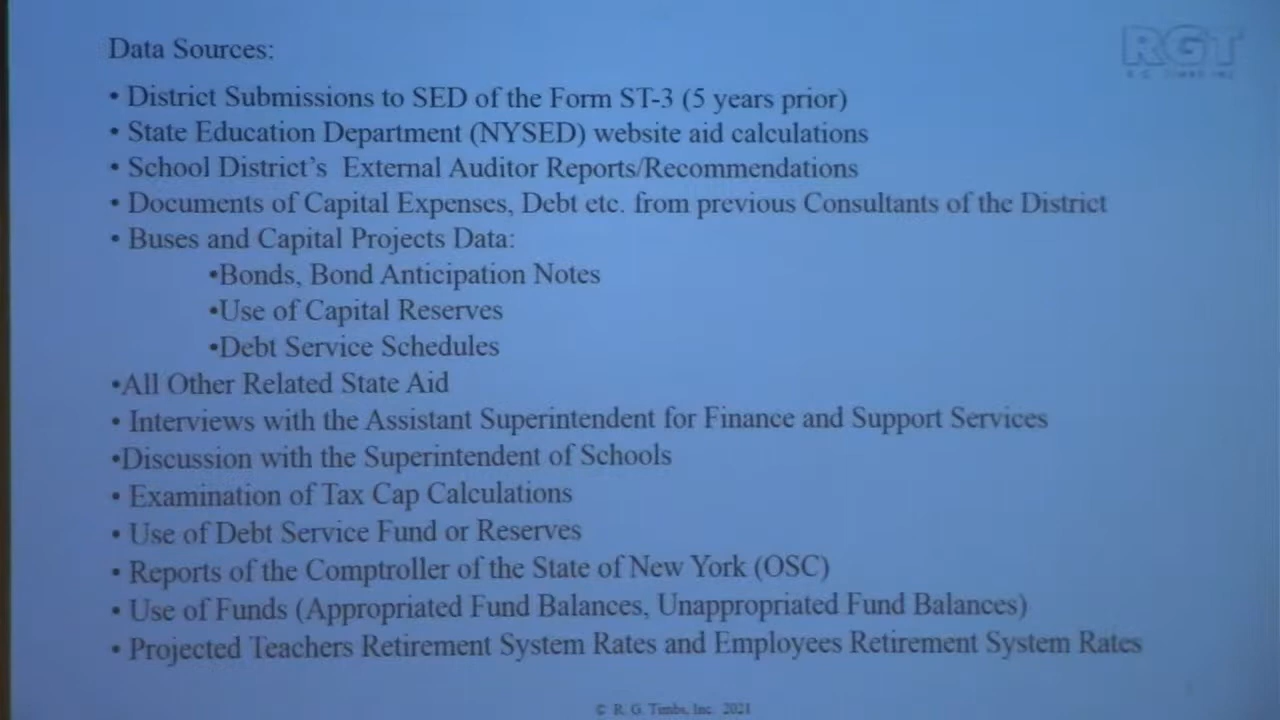 Data Sources:
RGT
• District Submissions to SED of the Form ST-3 (5 years prior)
• State Education Department (NYSED) website aid calculations
• School District's External Auditor Reports/Recommendations
• Documents of Capital Expenses, Debt etc. from previous Consultants of the District
• Buses and Capital Projects Data:
•Bonds, Bond Anticipation Notes
•Use of Capital Reserves
•Debt Service Schedules
•All Other Related State Aid
• Interviews with the Assistant Superintendent for Finance and Support Services
•Discussion with the Superintendent of Schools
• Examination of Tax Cap Calculations
• Use of Debt Service Fund or Reserves
• Reports of the Comptroller of the State of New York (OSC)
• Use of Funds (Appropriated Fund Balances, Unappropriated Fund Balances)
• Projected Teachers Retirement System Rates and Employees Retirement System Rates
© R. G. Timbs, Inc. 2021